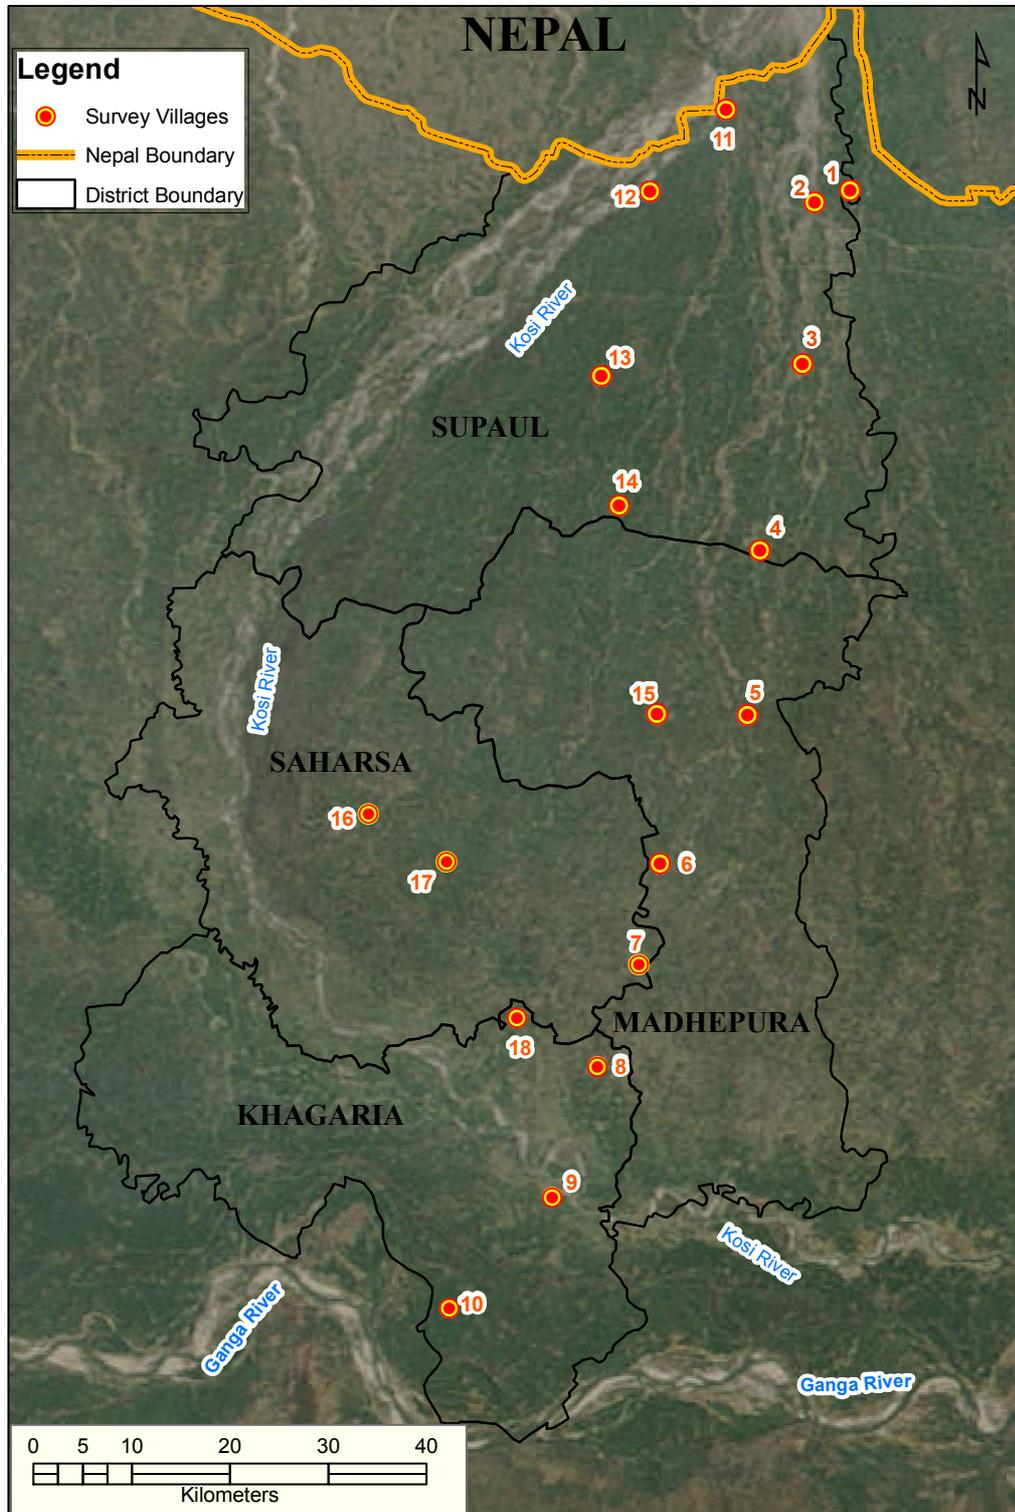 NEPAL
Legend
Survey Villages
Nepal Boundary
District Boundary
N
11
1
2
12
Kosi River
3
13
SUPAUL
14
4
Kosi River
15
5
SAHARSA
16
17
6
7
MADHEPURA
18
8
KHAGARIA
9
Kosi River
10
Ganga River
Ganga River
0 5 10 20 30 40
Kilometers